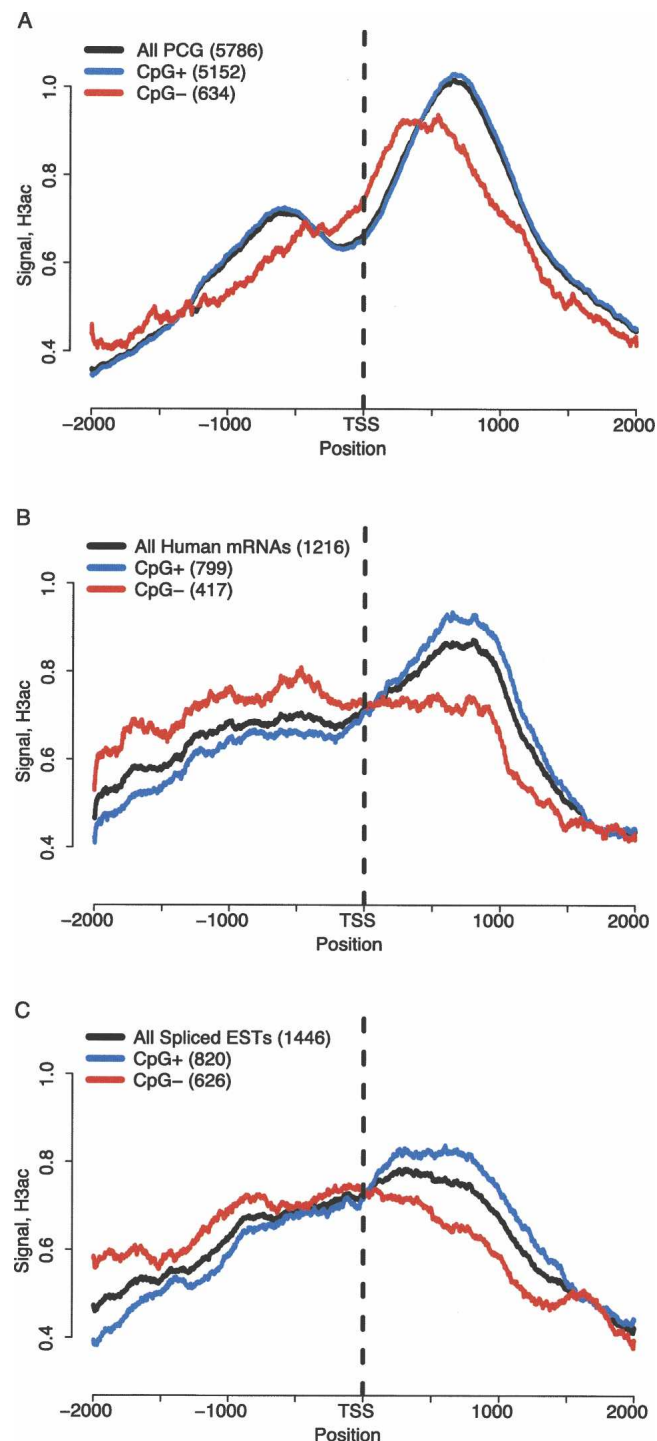 A
All PCG (5786)
CpG+ (5152)
CpG− (634)
Signal, H3ac
1.0
0.8
0.6
0.4
−2000 −1000 TSS 1000 2000
Position
B
All Human mRNAs (1216)
CpG+ (799)
CpG− (417)
Signal, H3ac
1.0
0.8
0.6
0.4
−2000 −1000 TSS 1000 2000
Position
C
All Spliced ESTs (1446)
CpG+ (820)
CpG− (626)
Signal, H3ac
1.0
0.8
0.6
0.4
−2000 −1000 TSS 1000 2000
Position